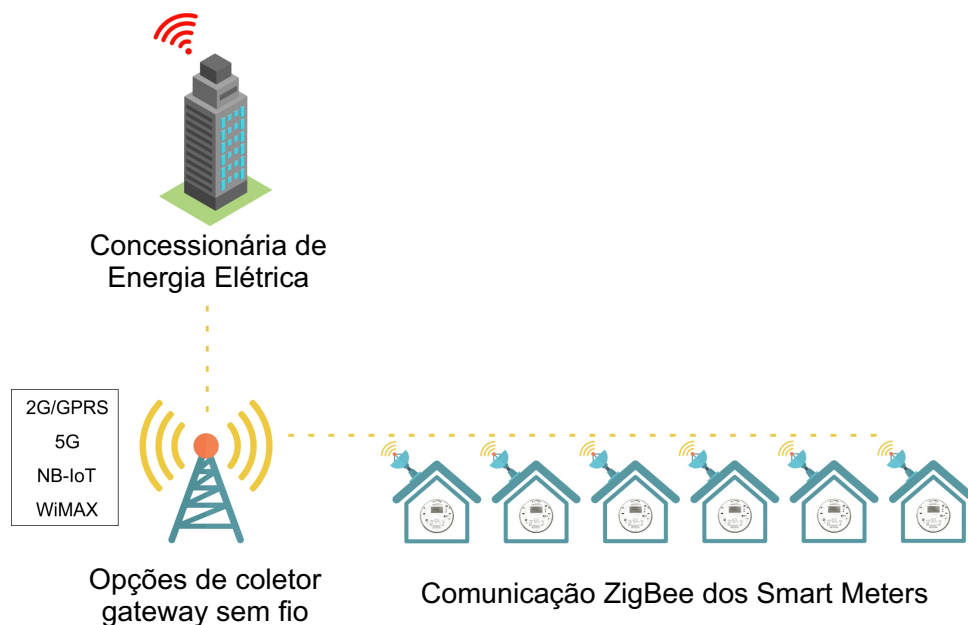 Concessionária de
Energia Elétrica
2G/GPRS
5G
NB-IoT
WiMAX
Opções de coletor
gateway sem fio
Comunicação ZigBee dos Smart Meters